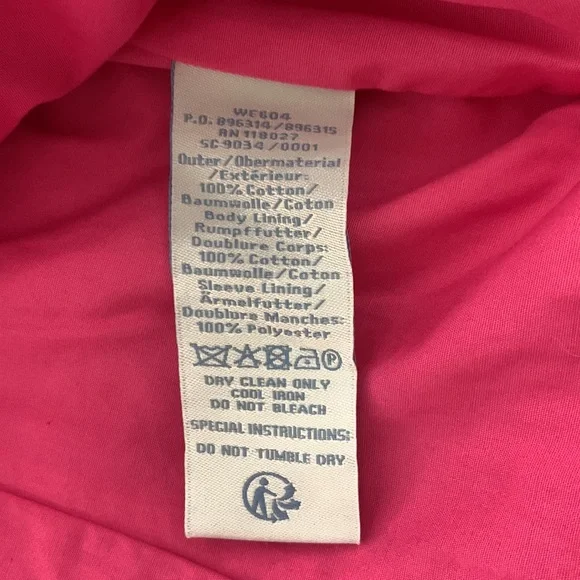 WE604
P.O. 896314/896315
RN 118027
SC-9034/0001
Outer/Obermaterial
/Extérieur:
100% Cotton/
Baumwolle/Coton
Body Lining/
Rumpffutter/
Doublure Corps:
100% Cotton/
Baumwolle/Coton
Sleeve Lining/
Ärmelfutter/
Doublure Manches:
100% Polyester
P
DRY CLEAN ONLY
COOL IRON
DO NOT BLEACH
SPECIAL INSTRUCTIONS:
DO NOT TUMBLE DRY